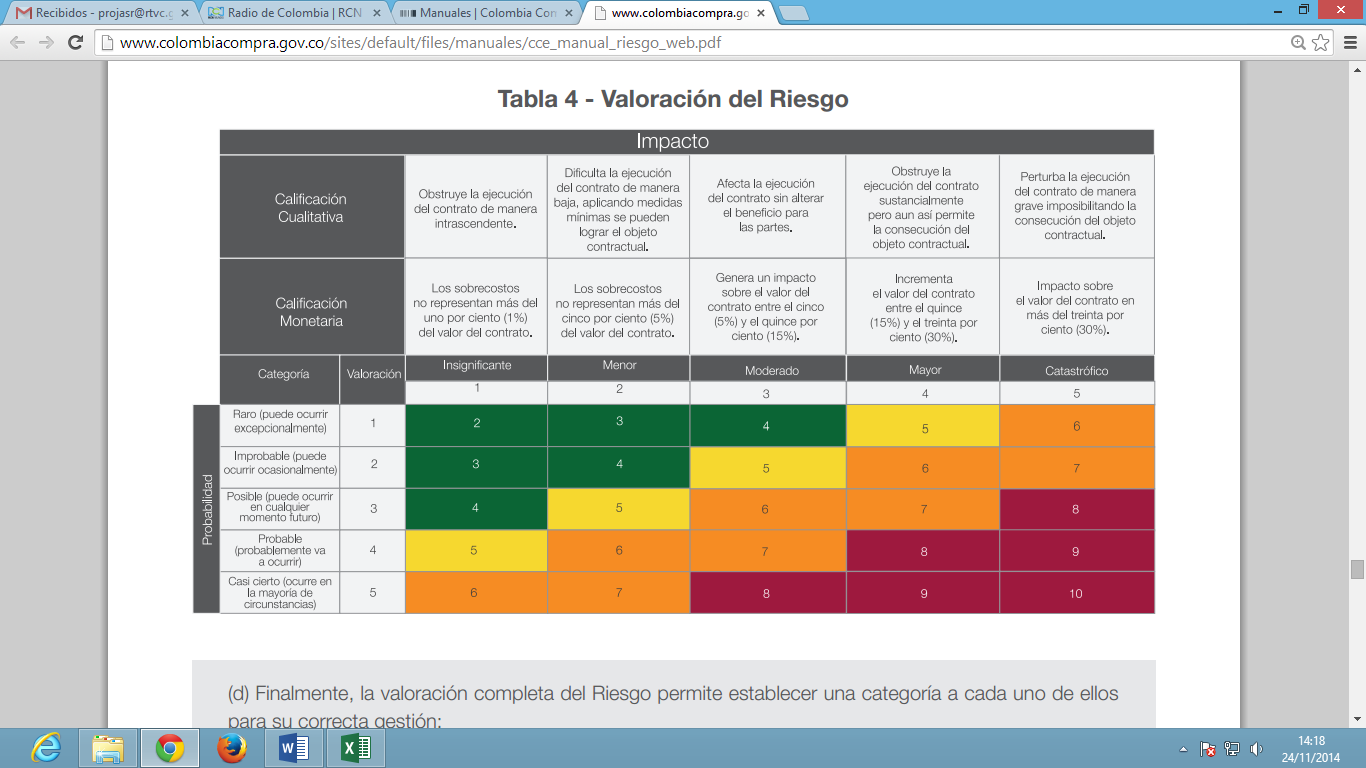 Recibidos - projasr@rtvc.g
Radio de Colombia | RCN
Manuales | Colombia Com
www.colombiacompra.go
www.colombiacompra.gov.co/sites/default/files/manuales/cce_manual_riesgo_web.pdf
Tabla 4 - Valoración del Riesgo
Impacto
Calificación
Cualitativa
Obstruye la ejecución
del contrato de manera
intrascendente.
Dificulta la ejecución
del contrato de manera
baja, aplicando medidas
mínimas se pueden
lograr el objeto
contractual.
Afecta la ejecución
del contrato sin alterar
el beneficio para
las partes.
Obstruye la
ejecución del contrato
sustancialmente
pero aun así permite
la consecución del
objeto contractual.
Perturba la ejecución
del contrato de manera
grave imposibilitando la
consecución del objeto
contractual.
Calificación
Monetaria
Los sobrecostos
no representan más del
uno por ciento (1%)
del valor del contrato.
Los sobrecostos
no representan más del
cinco por ciento (5%)
del valor del contrato.
Genera un impacto
sobre el valor del
contrato entre el cinco
(5%) y el quince por
ciento (15%).
Incrementa
el valor del contrato
entre el quince
(15%) y el treinta por
ciento (30%).
Impacto sobre
el valor del contrato en
más del treinta por
ciento (30%).
Categoría
Valoración
Insignificante
Menor
Moderado
Mayor
Catastrófico
1
2
3
4
5
Probabilidad
Raro (puede ocurrir
excepcionalmente)
1
2
3
4
5
6
Improbable (puede
ocurrir ocasionalmente)
2
3
4
5
6
7
Posible (puede ocurrir
en cualquier
momento futuro)
3
4
5
6
7
8
Probable
(probablemente va
a ocurrir)
4
5
6
7
8
9
Casi cierto (ocurre en
la mayoría de
circunstancias)
5
6
7
8
9
10
(d) Finalmente, la valoración completa del Riesgo permite establecer una categoría a cada uno de ellos
para su correcta gestión:
14:18
24/11/2014